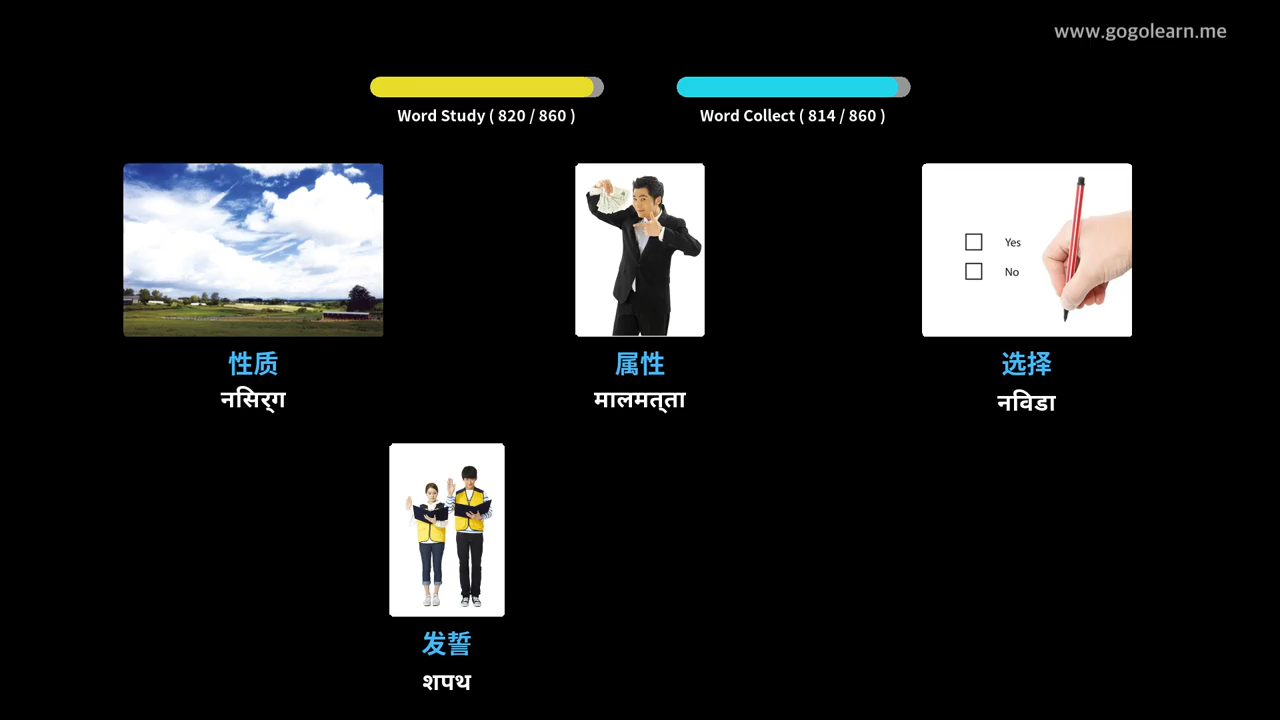 www.gogolearn.me
Word Study ( 820 / 860 )
Word Collect ( 814 / 860 )
Yes
No
性质
नसिर्‌ग
属性
मालमत्‌ता
选择
नविडा
发誓
शपथ